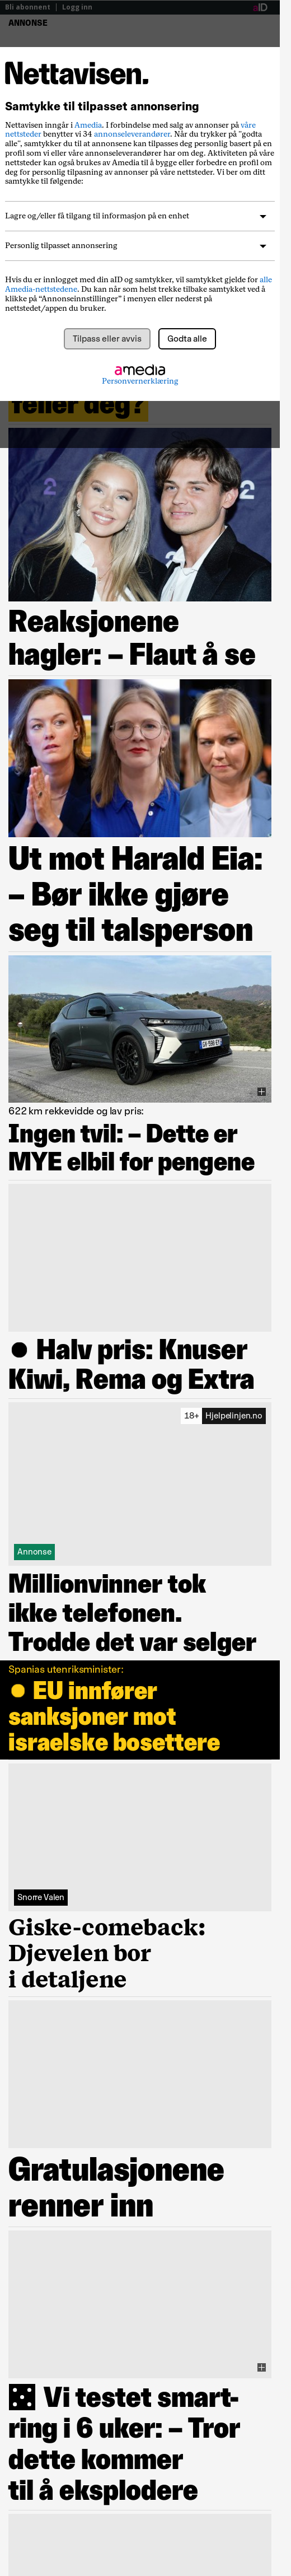 Bli abonnent | Logg inn
aID
ANNONSE
Nettavisen.
Samtykke til tilpasset annonsering
Nettavisen inngår i Amedia. I forbindelse med salg av annonser på våre
nettsteder benytter vi 34 annonseleverandører. Når du trykker på "godta
alle", samtykker du til at annonsene kan tilpasses deg personlig basert på en
profil som vi eller våre annonseleverandører har om deg. Aktiviteten på våre
nettsteder kan også brukes av Amedia til å bygge eller forbedre en profil om
deg for personlig tilpasning av annonser på våre nettsteder. Vi ber om ditt
samtykke til følgende:
Lagre og/eller få tilgang til informasjon på en enhet
Personlig tilpasset annonsering
Hvis du er innlogget med din aID og samtykker, vil samtykket gjelde for alle
Amedia-nettstedene. Du kan når som helst trekke tilbake samtykket ved å
klikke på “Annonseinnstillinger” i menyen eller nederst på
nettstedet/appen du bruker.
Tilpass eller avvis
Godta alle
amedia
Personvernerklæring
feller deg?
Reaksjonene
hagler: – Flaut å se
Ut mot Harald Eia:
– Bør ikke gjøre
seg til talsperson
622 km rekkevidde og lav pris:
Ingen tvil: – Dette er
MYE elbil for pengene
Halv pris: Knuser
Kiwi, Rema og Extra
18+ Hjelpelinjen.no
Annonse
Millionvinner tok
ikke telefonen.
Trodde det var selger
Spanias utenriksminister:
EU innfører
sanksjoner mot
israelske bosettere
Snorre Valen
Giske-comeback:
Djevelen bor
i detaljene
Gratulasjonene
renner inn
Vi testet smart-
ring i 6 uker: – Tror
dette kommer
til å eksplodere